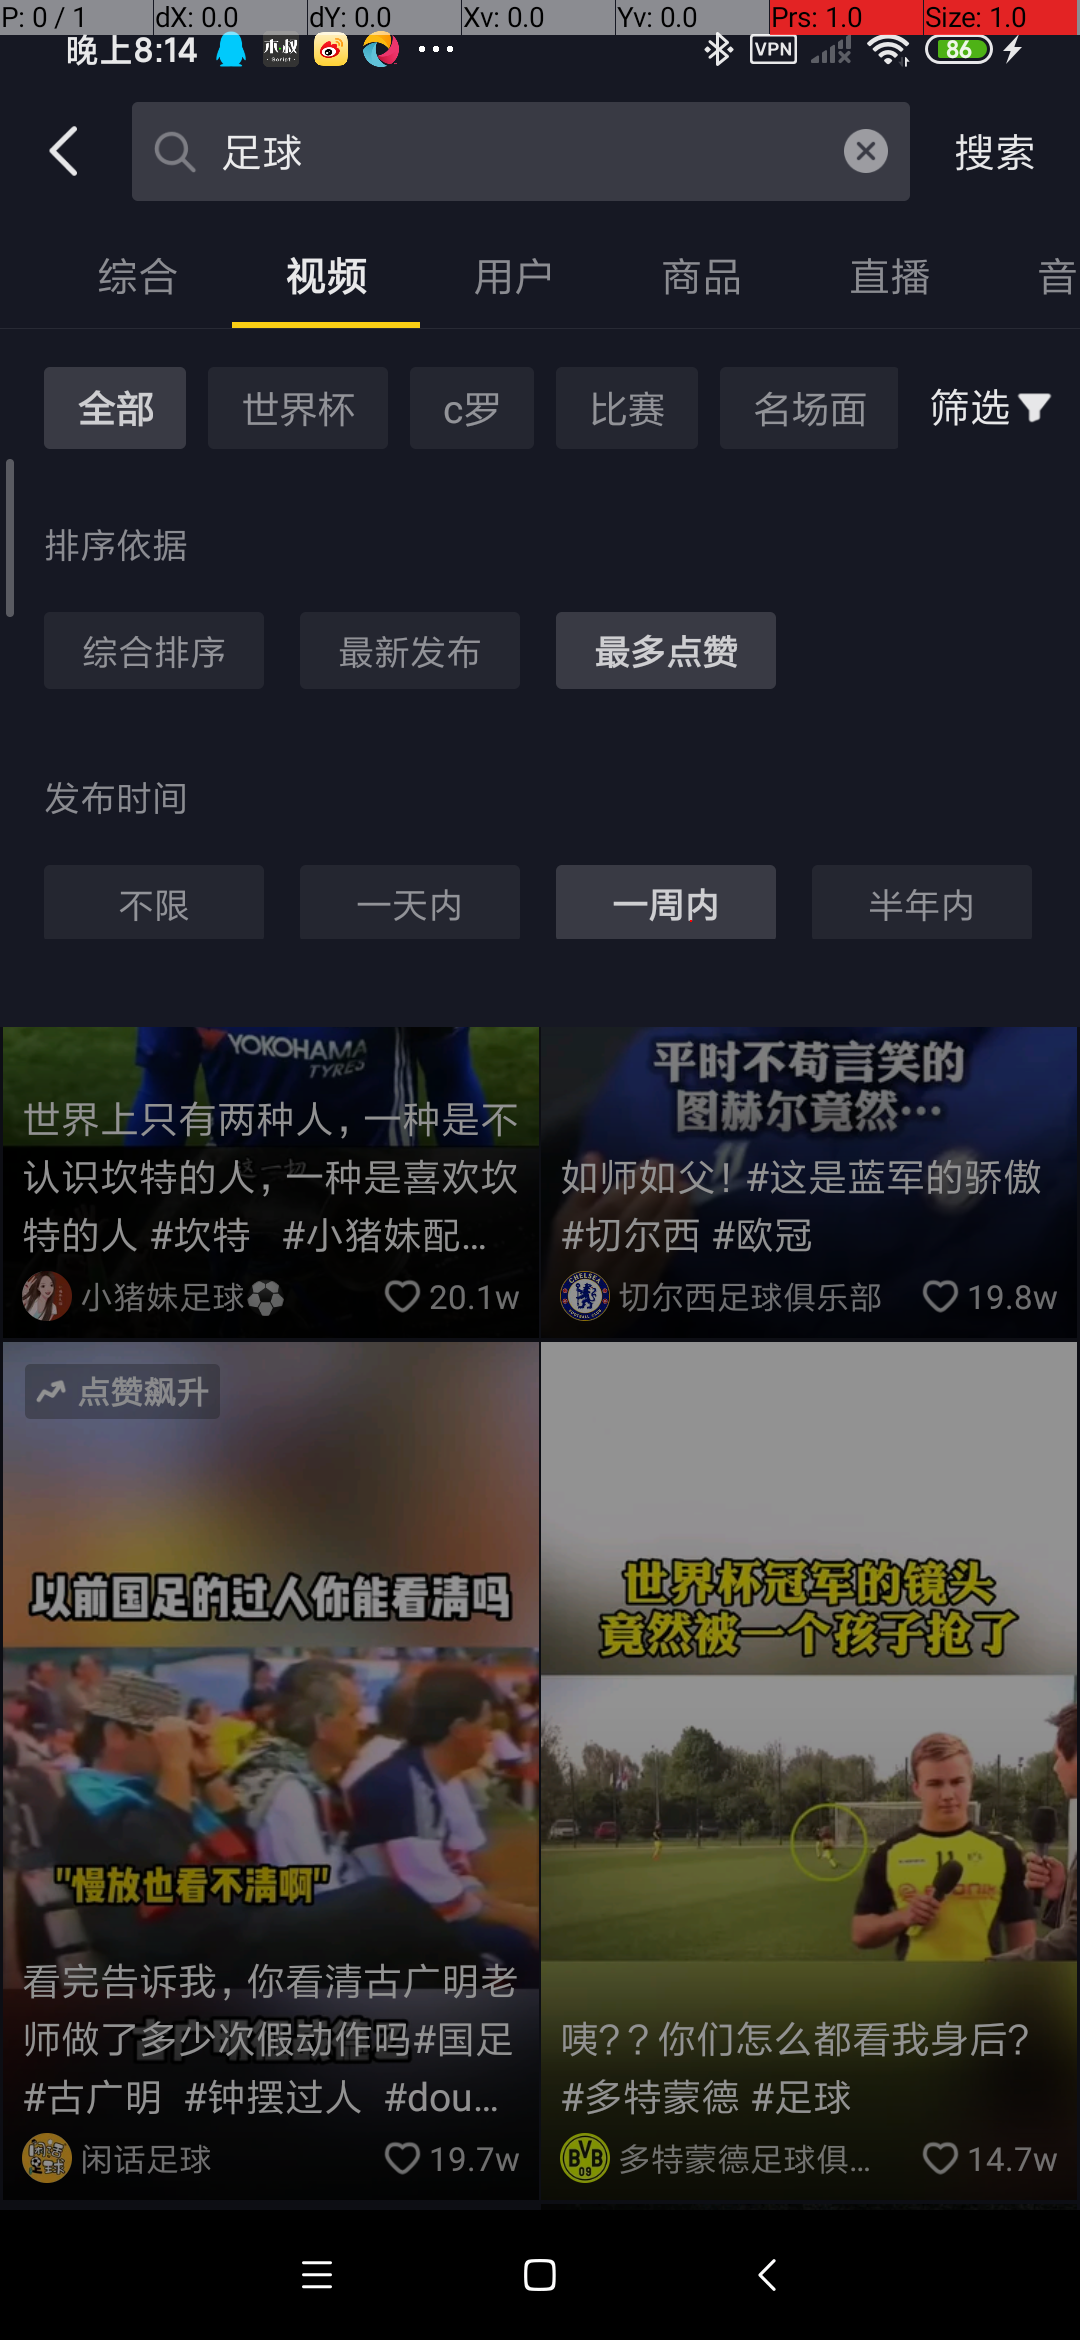 P: 0 / 1 dX: 0.0 dY: 0.0 Xv: 0.0 Yv: 0.0 Prs: 1.0 Size: 1.0
晚上8:14 木叔 Script VPN 86
足球 搜索
综合 视频 用户 商品 直播 音
全部 世界杯 c罗 比赛 名场面 筛选
排序依据
综合排序 最新发布 最多点赞
发布时间
不限 一天内 一周内 半年内
YOKOHAMA
TYRES
世界上只有两种人，一种是不
认识坎特的人，一种是喜欢坎
特的人 #坎特 #小猪妹配...
小猪妹足球⚽ 20.1w
平时不苟言笑的
图赫尔竟然…
如师如父！#这是蓝军的骄傲
#切尔西 #欧冠
切尔西足球俱乐部 19.8w
点赞飙升
以前国足的过人你能看清吗
"慢放也看不清啊"
看完告诉我，你看清古广明老
师做了多少次假动作吗#国足
#古广明 #钟摆过人 #dou...
闲话足球 19.7w
世界杯冠军的镜头
竟然被一个孩子抢了
咦？？你们怎么都看我身后？
#多特蒙德 #足球
BVB
09
多特蒙德足球俱... 14.7w